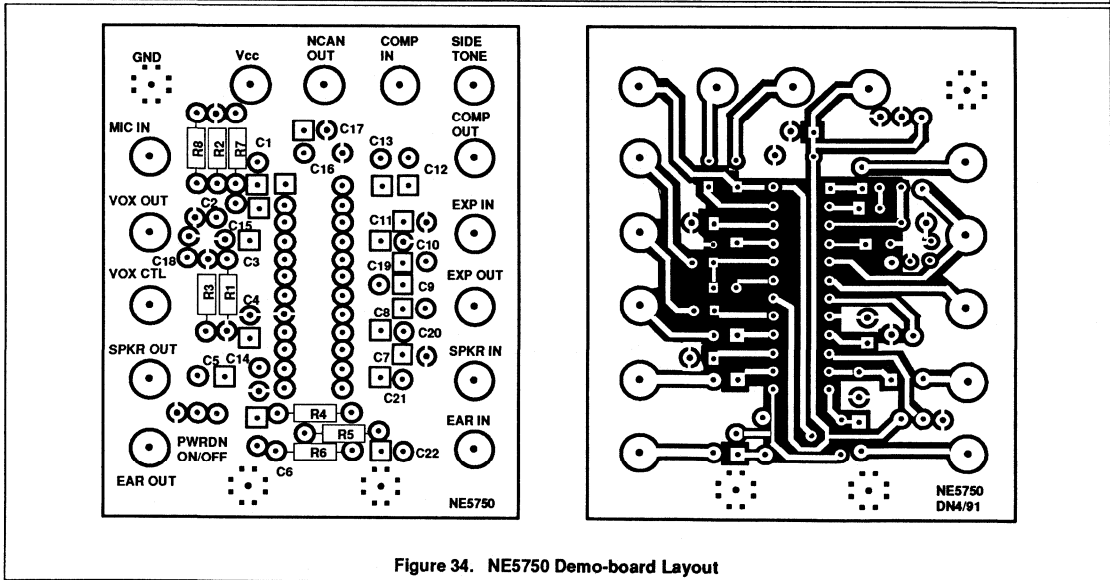 GND
Vcc
NCAN OUT
COMP IN
SIDE TONE
MIC IN
R8
R2
R7
C1
C17
C16
C13
C12
COMP OUT
VOX OUT
C2
C15
C3
C18
C11
C10
EXP IN
VOX CTL
R3
R1
C4
C19
C9
C8
C20
EXP OUT
SPKR OUT
C5
C14
C7
C21
SPKR IN
PWRDN ON/OFF
R4
R5
R6
C6
C22
EAR IN
EAR OUT
NE5750
NE5750
DN4/91
Figure 34. NE5750 Demo-board Layout